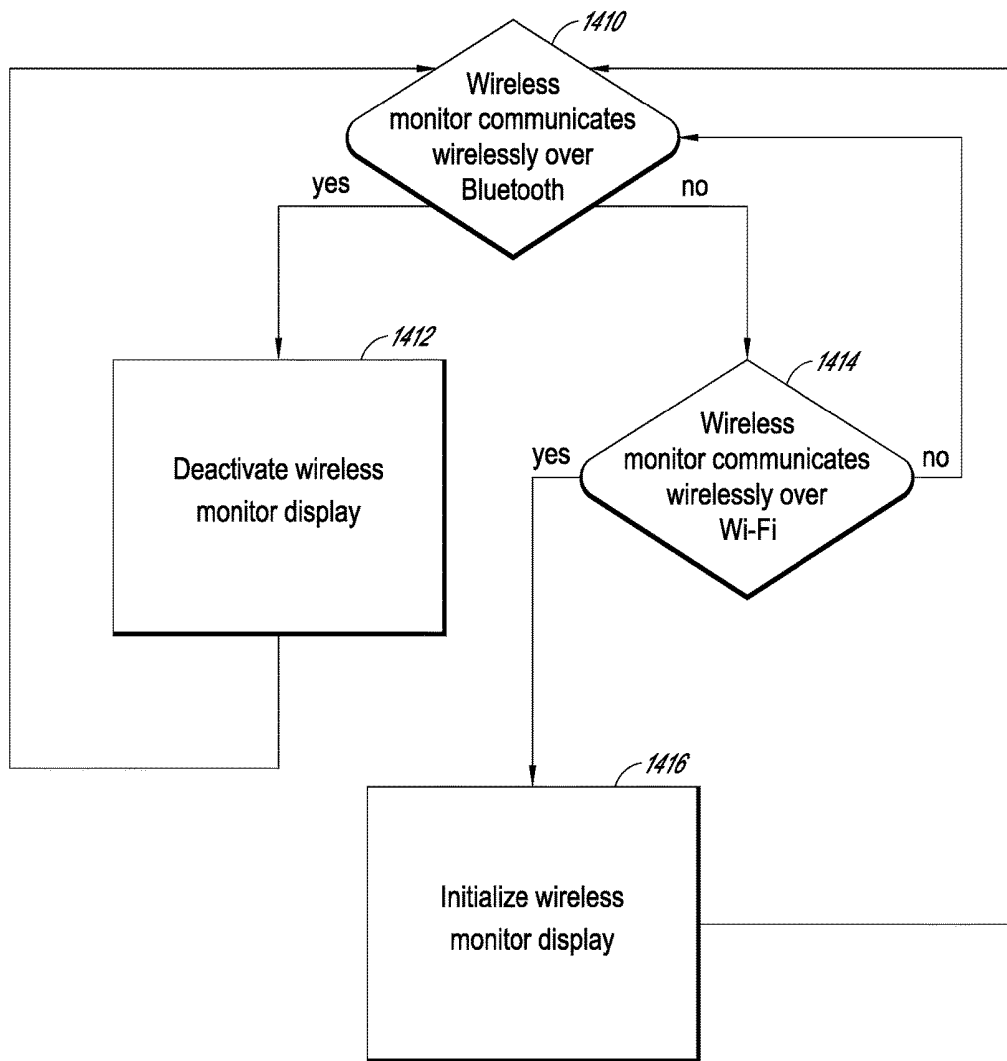 1410
Wireless
monitor communicates
wirelessly over
Bluetooth
yes
no
1412
Deactivate wireless
monitor display
1414
Wireless
monitor communicates
wirelessly over
Wi-Fi
yes
no
1416
Initialize wireless
monitor display